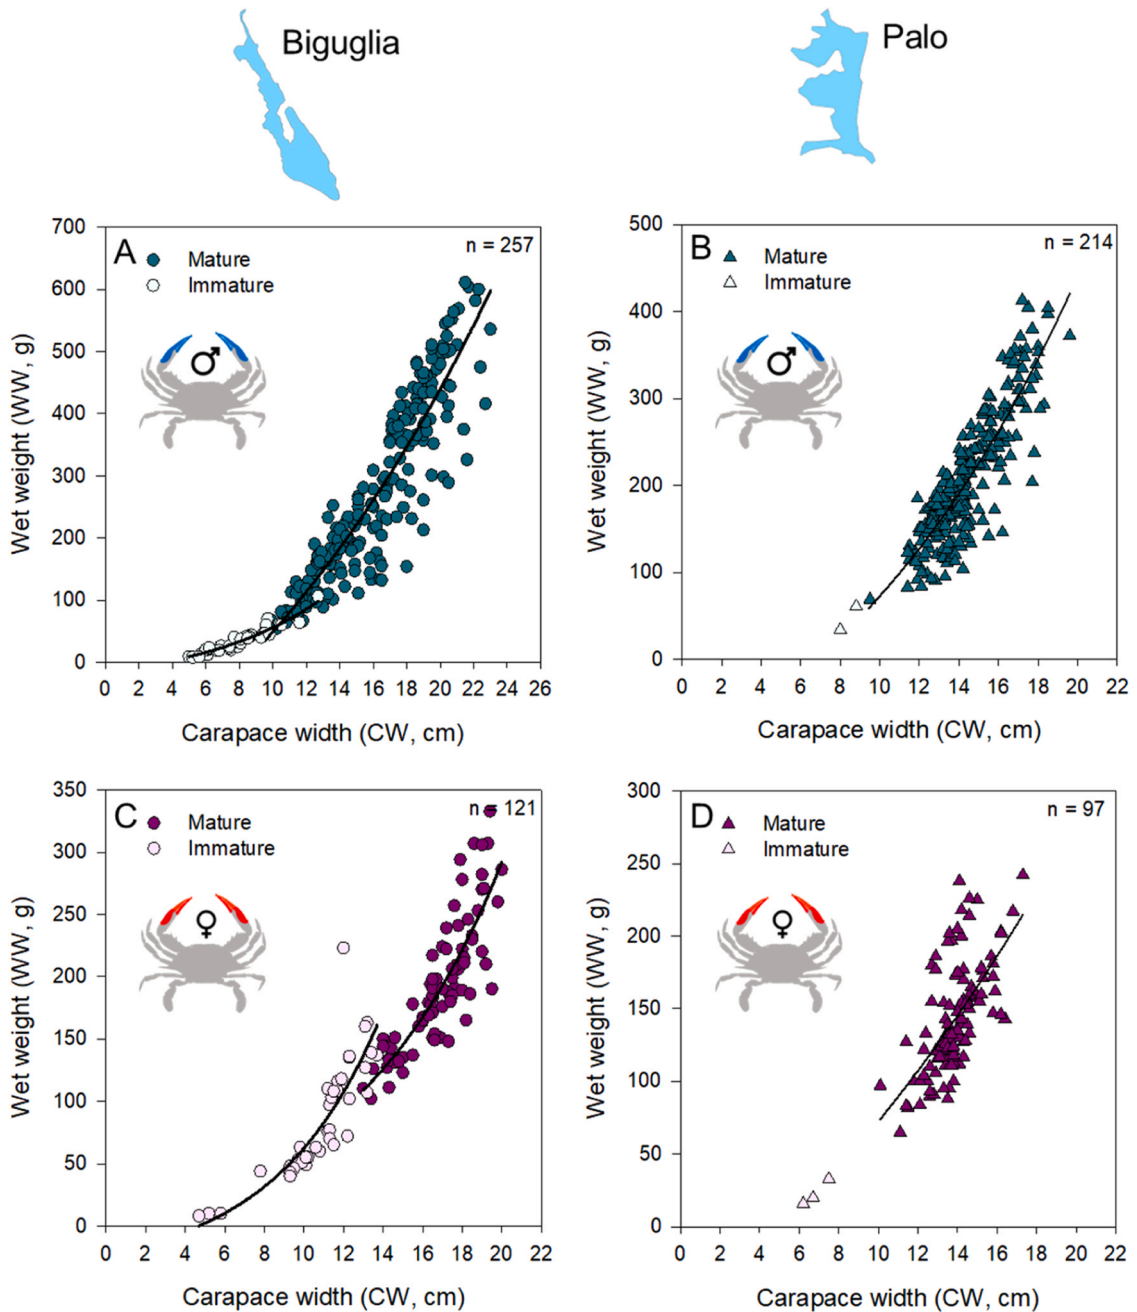 Biguglia
Palo
A
n = 257
Mature
Immature
♂
700
600
500
400
300
200
100
0
Wet weight (WW, g)
0 2 4 6 8 10 12 14 16 18 20 22 24 26
Carapace width (CW, cm)
B
n = 214
Mature
Immature
♂
500
400
300
200
100
0
Wet weight (WW, g)
0 2 4 6 8 10 12 14 16 18 20 22
Carapace width (CW, cm)
C
n = 121
Mature
Immature
♀
350
300
250
200
150
100
50
0
Wet weight (WW, g)
0 2 4 6 8 10 12 14 16 18 20 22
Carapace width (CW, cm)
D
n = 97
Mature
Immature
♀
300
250
200
150
100
50
0
Wet weight (WW, g)
0 2 4 6 8 10 12 14 16 18 20 22
Carapace width (CW, cm)